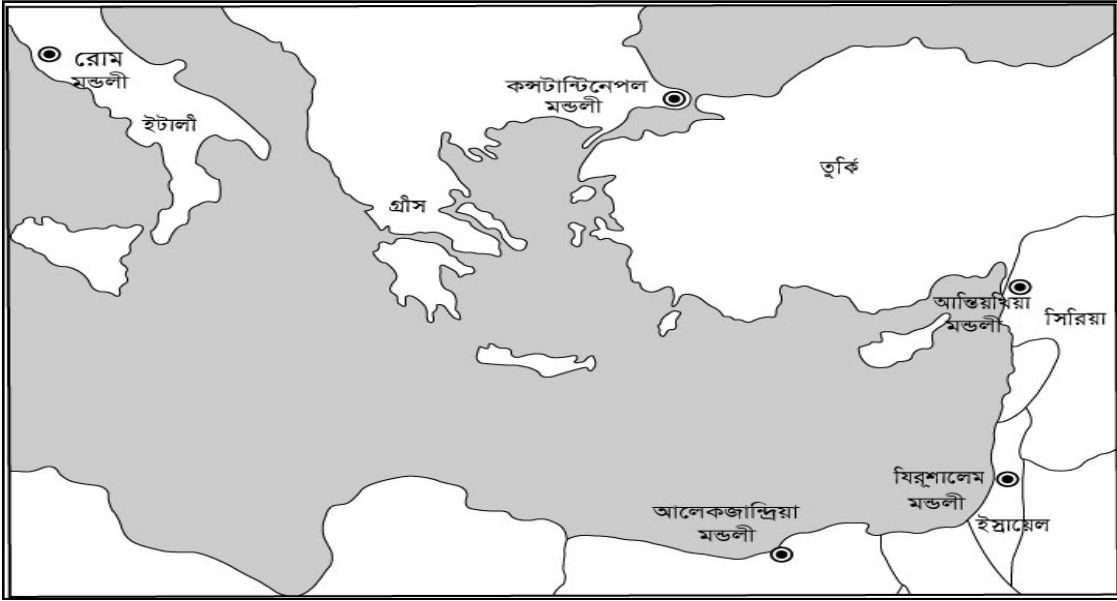 রোম
মন্ডলী
কন্সটান্টিনেপল
মন্ডলী
ইটালী
তুর্কি
গ্রীস
আন্তিয়খিয়া
মন্ডলী
সিরিয়া
যিরূশালেম
মন্ডলী
আলেকজান্দ্রিয়া
মন্ডলী
ইস্রায়েল